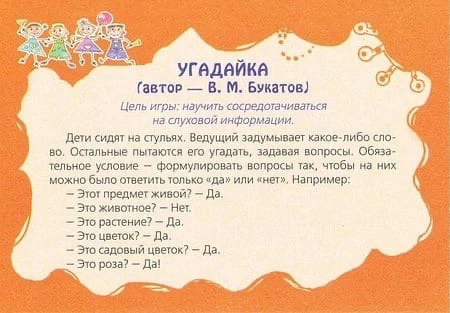 УГАДАЙКА
(автор — В. М. Букатов)
Цель игры: научить сосредотачиваться
на слуховой информации.
Дети сидят на стульях. Ведущий задумывает какое-либо сло-
во. Остальные пытаются его угадать, задавая вопросы. Обяза-
тельное условие — формулировать вопросы так, чтобы на них
можно было ответить только «да» или «нет». Например:
— Этот предмет живой? — Да.
— Это животное? — Нет.
— Это растение? — Да.
— Это цветок? — Да.
— Это садовый цветок? — Да.
— Это роза? — Да!